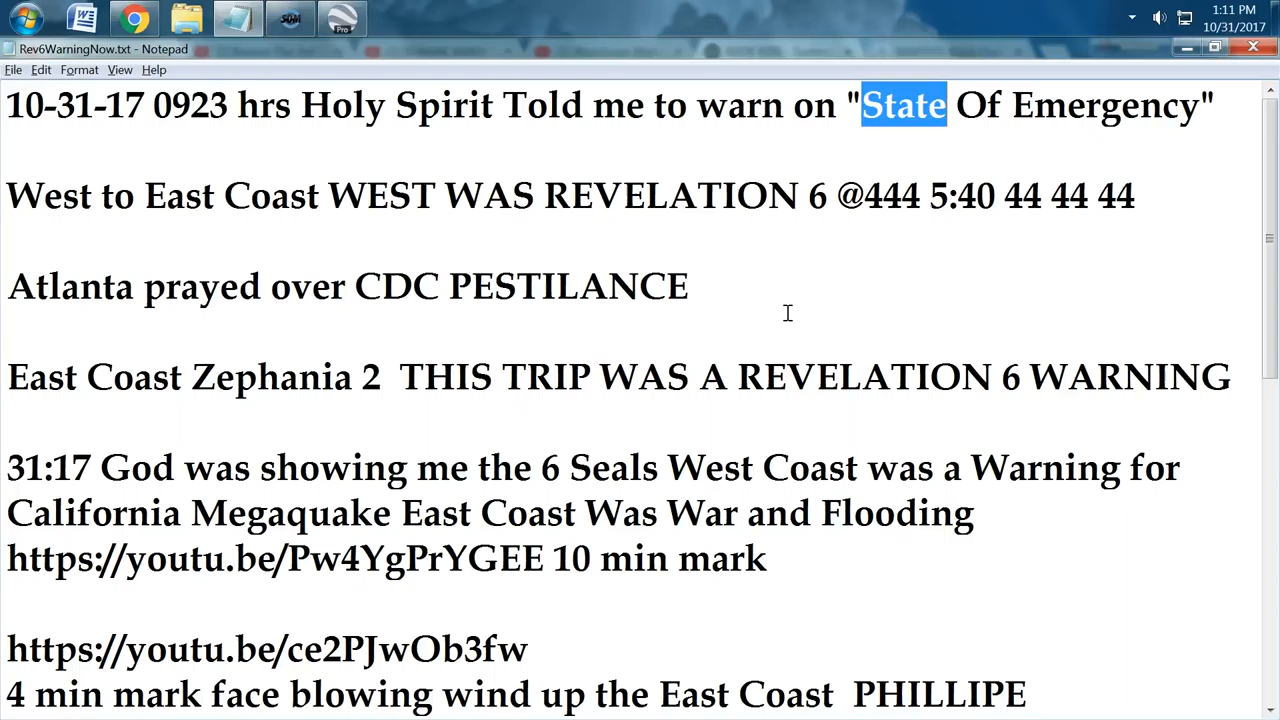 1:11 PM
10/31/2017
Pro
Rev6WarningNow.txt - Notepad
File Edit Format View Help
10-31-17 0923 hrs Holy Spirit Told me to warn on "State Of Emergency"
West to East Coast WEST WAS REVELATION 6 @444 5:40 44 44 44
Atlanta prayed over CDC PESTILANCE
East Coast Zephania 2 THIS TRIP WAS A REVELATION 6 WARNING
31:17 God was showing me the 6 Seals West Coast was a Warning for
California Megaquake East Coast Was War and Flooding
https://youtu.be/Pw4YgPrYGEE 10 min mark
https://youtu.be/ce2PJwOb3fw
4 min mark face blowing wind up the East Coast PHILLIPE